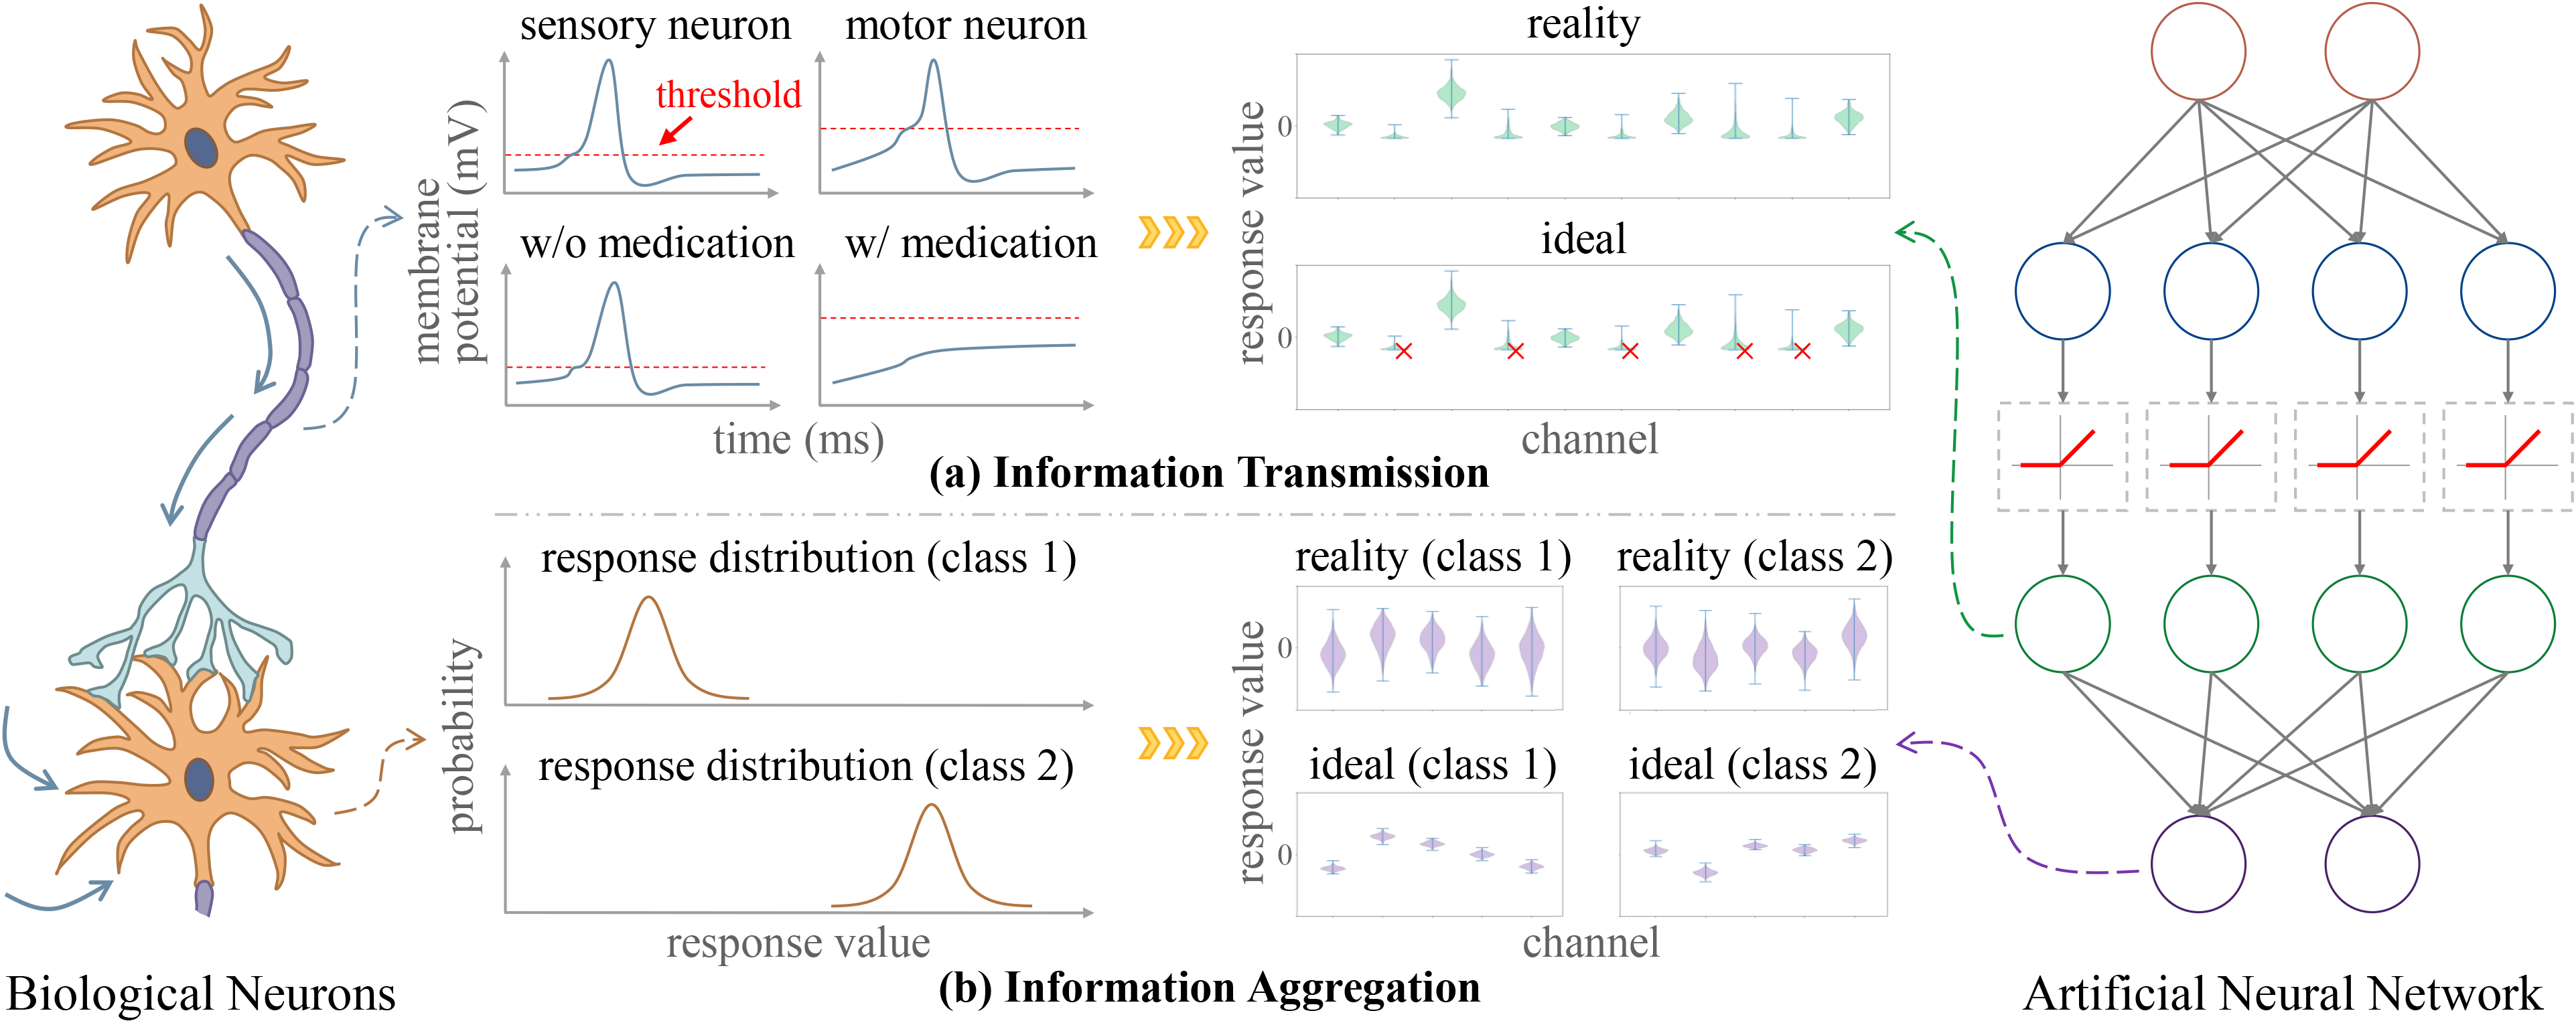 sensory neuron
motor neuron
threshold
membrane
potential (mV)
w/o medication
w/ medication
time (ms)
reality
response value
0
ideal
0
channel
(a) Information Transmission
response distribution (class 1)
probability
response distribution (class 2)
response value
reality (class 1)
reality (class 2)
response value
0
ideal (class 1)
ideal (class 2)
0
channel
(b) Information Aggregation
Biological Neurons
Artificial Neural Network